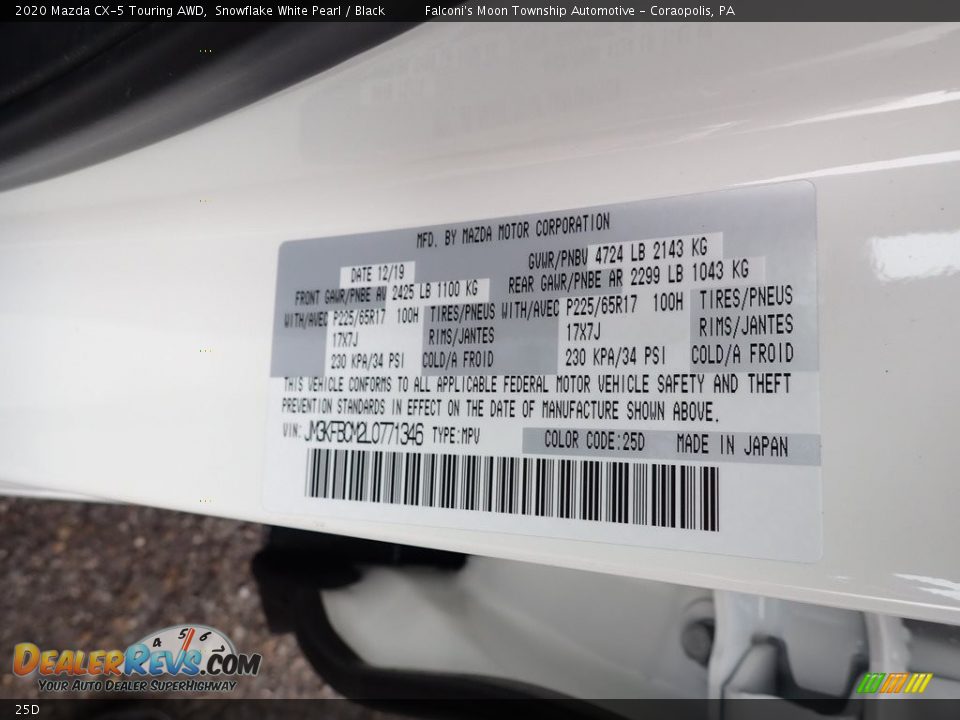 2020 Mazda CX-5 Touring AWD, Snowflake White Pearl / Black Falconi's Moon Township Automotive - Coraopolis, PA
MFD. BY MAZDA MOTOR CORPORATION
DATE 12/19 GVWR/PNBV 4724 LB 2143 KG
FRONT GAWR/PNBE AV 2425 LB 1100 KG REAR GAWR/PNBE AR 2299 LB 1043 KG
WITH/AVEC P225/65R17 100H TIRES/PNEUS WITH/AVEC P225/65R17 100H TIRES/PNEUS
17X7J RIMS/JANTES 17X7J RIMS/JANTES
230 KPA/34 PSI COLD/A FROID 230 KPA/34 PSI COLD/A FROID
THIS VEHICLE CONFORMS TO ALL APPLICABLE FEDERAL MOTOR VEHICLE SAFETY AND THEFT
PREVENTION STANDARDS IN EFFECT ON THE DATE OF MANUFACTURE SHOWN ABOVE.
VIN: JM3KFBCM2L0771346 TYPE:MPV COLOR CODE:25D MADE IN JAPAN
4 5 6
DEALERREVS.COM
YOUR AUTO DEALER SUPERHIGHWAY
25D